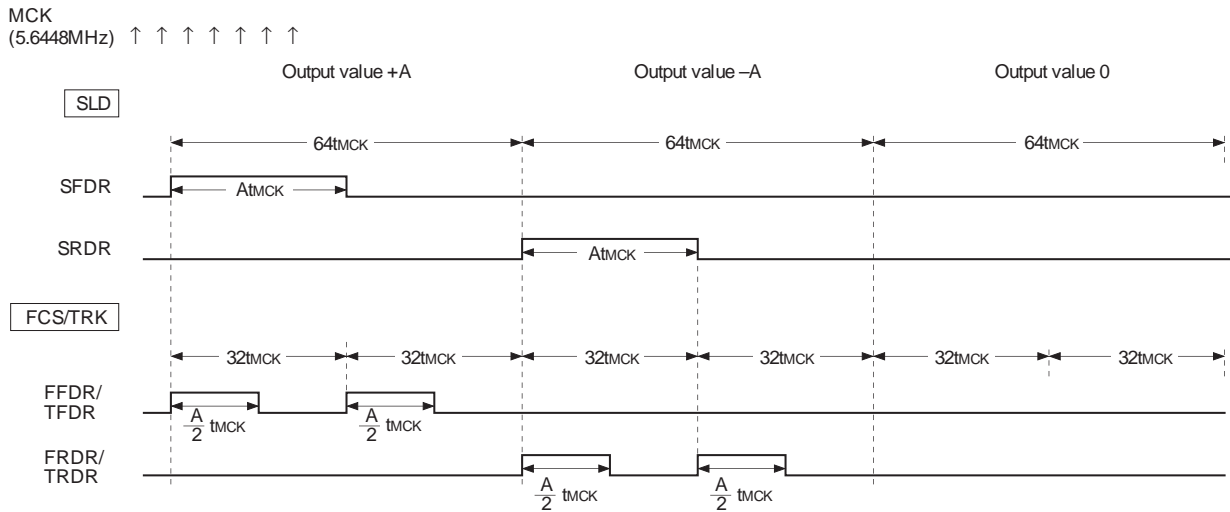 MCK
(5.6448MHz) ↑ ↑ ↑ ↑ ↑ ↑ ↑
Output value +A Output value –A Output value 0
SLD
64tMCK 64tMCK 64tMCK
SFDR AtMCK
SRDR AtMCK
FCS/TRK
32tMCK 32tMCK 32tMCK 32tMCK 32tMCK 32tMCK
FFDR/
TFDR
A/2 tMCK A/2 tMCK
FRDR/
TRDR
A/2 tMCK A/2 tMCK